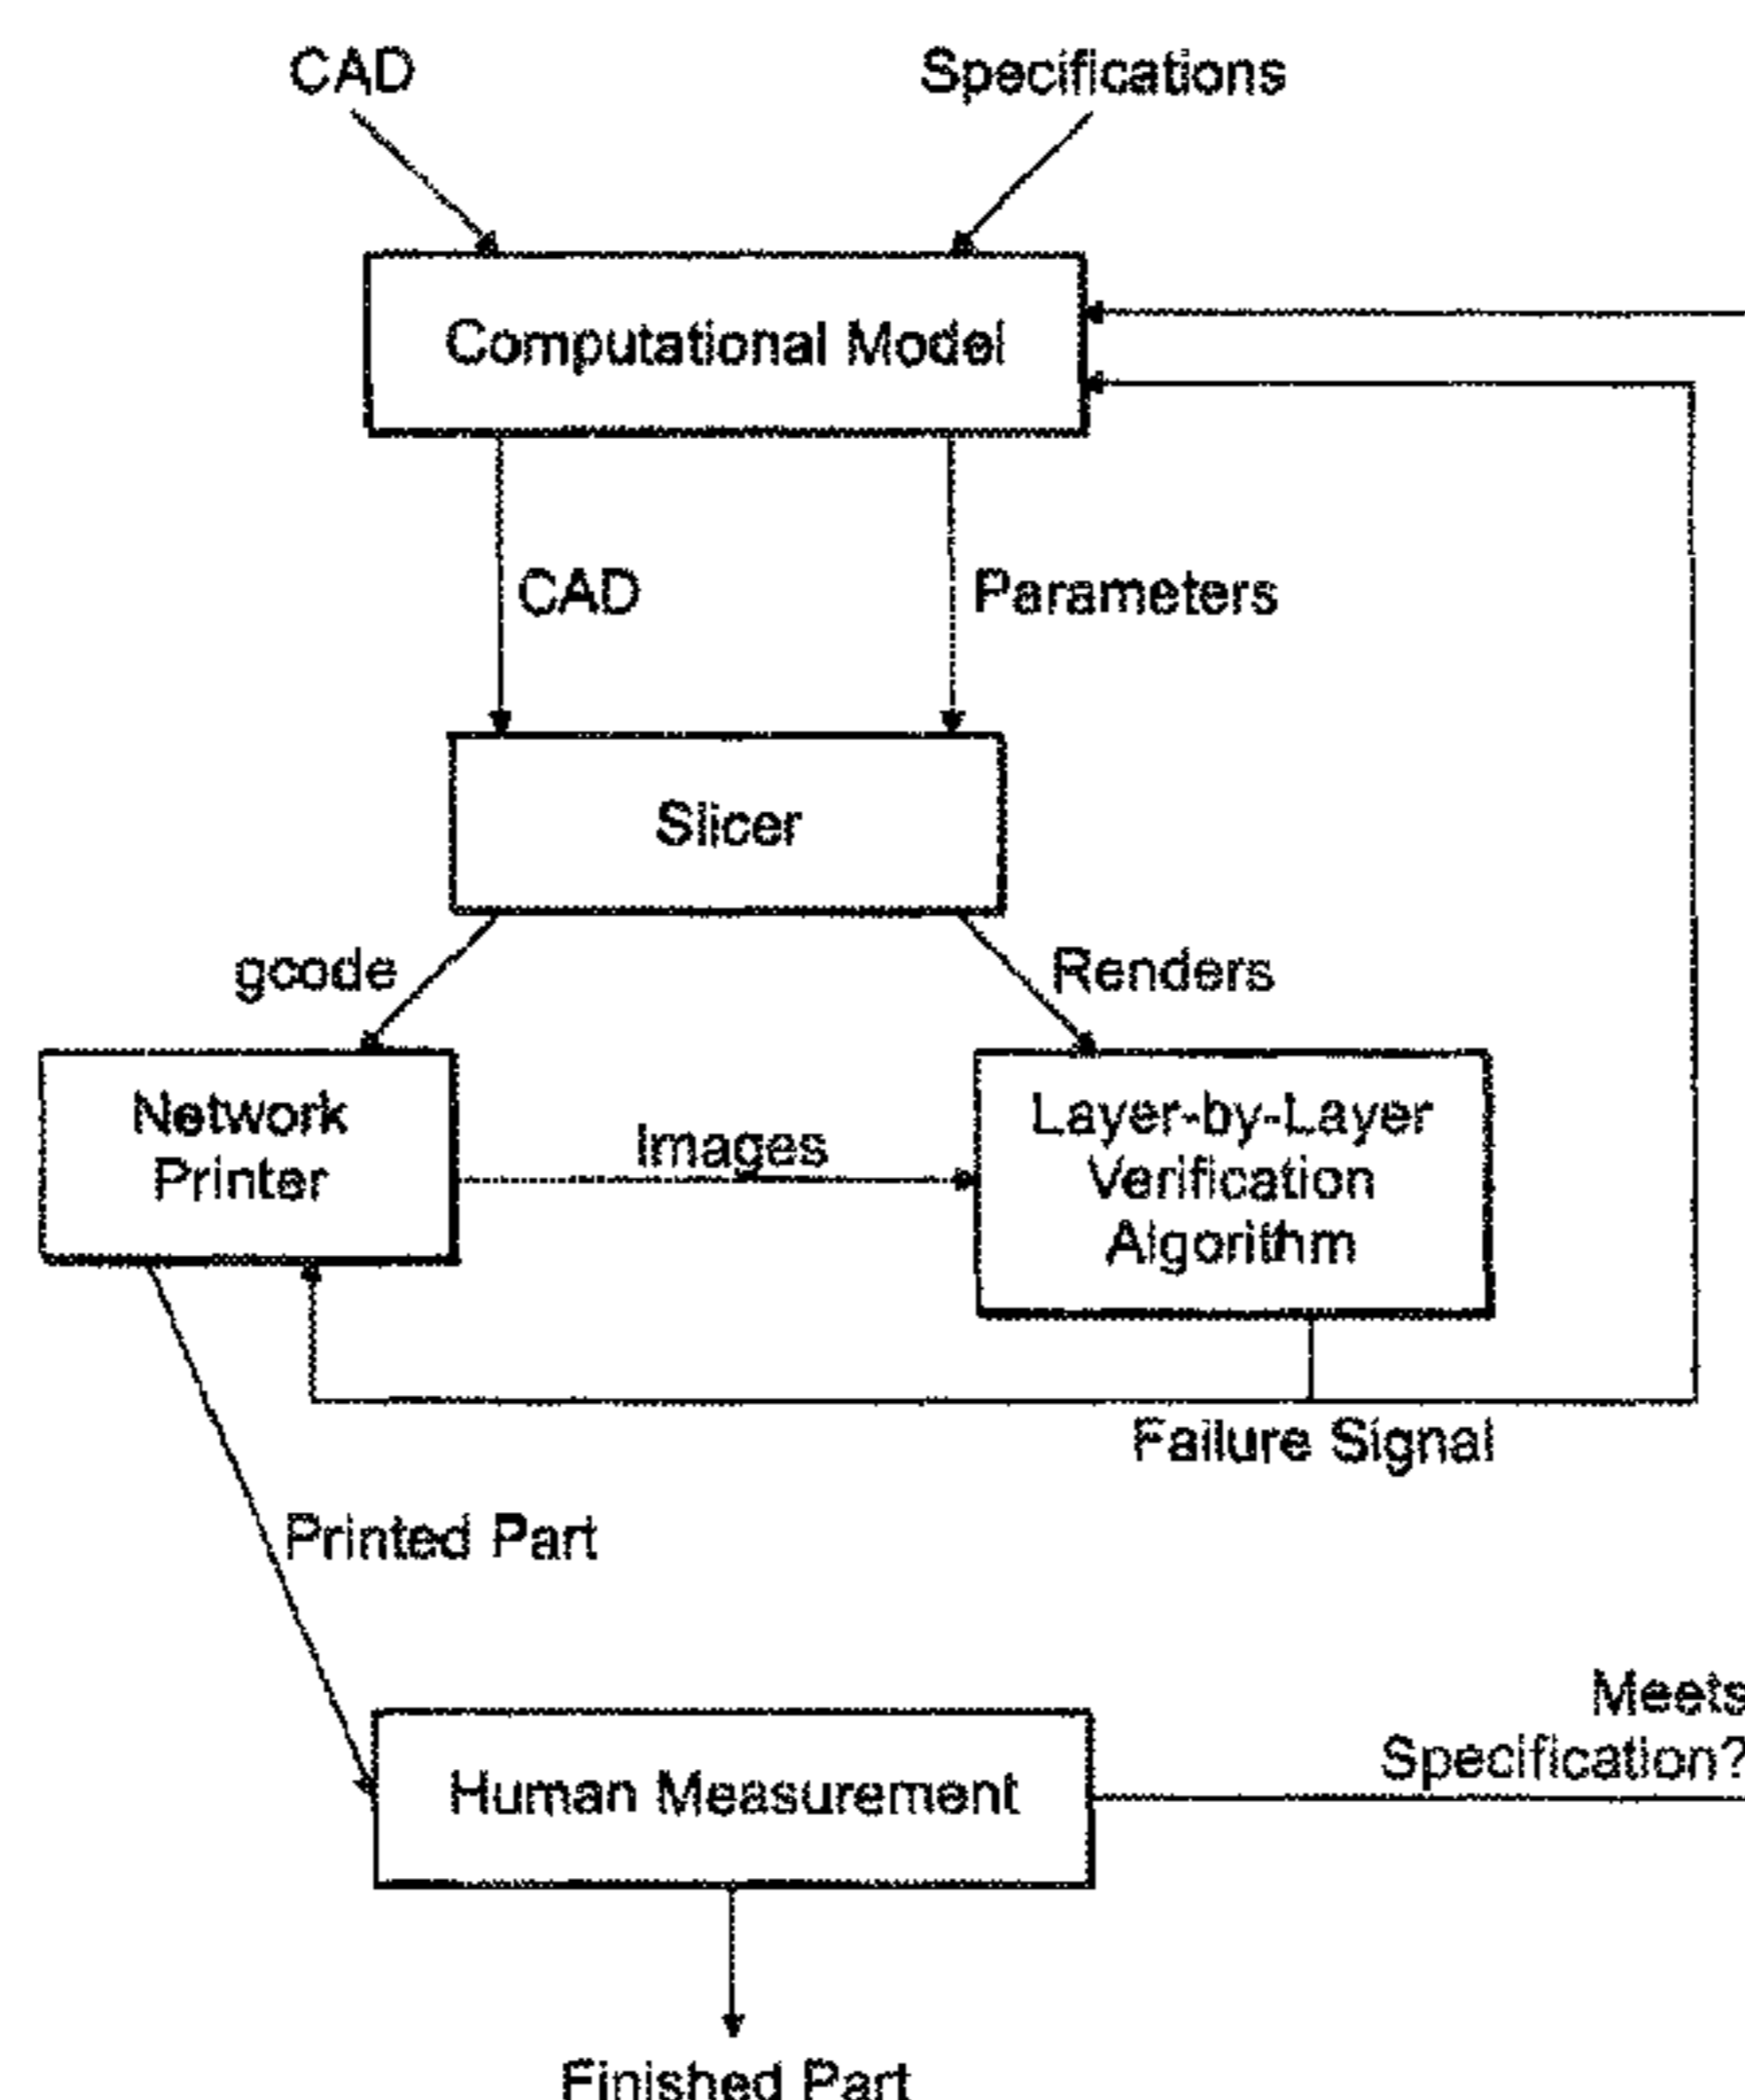 CAD
Specifications
Computational Model
CAD
Parameters
Slicer
gcode
Renders
Network
Printer
Images
Layer-by-Layer
Verification
Algorithm
Failure Signal
Printed Part
Meets
Specification?
Human Measurement
Finished Part